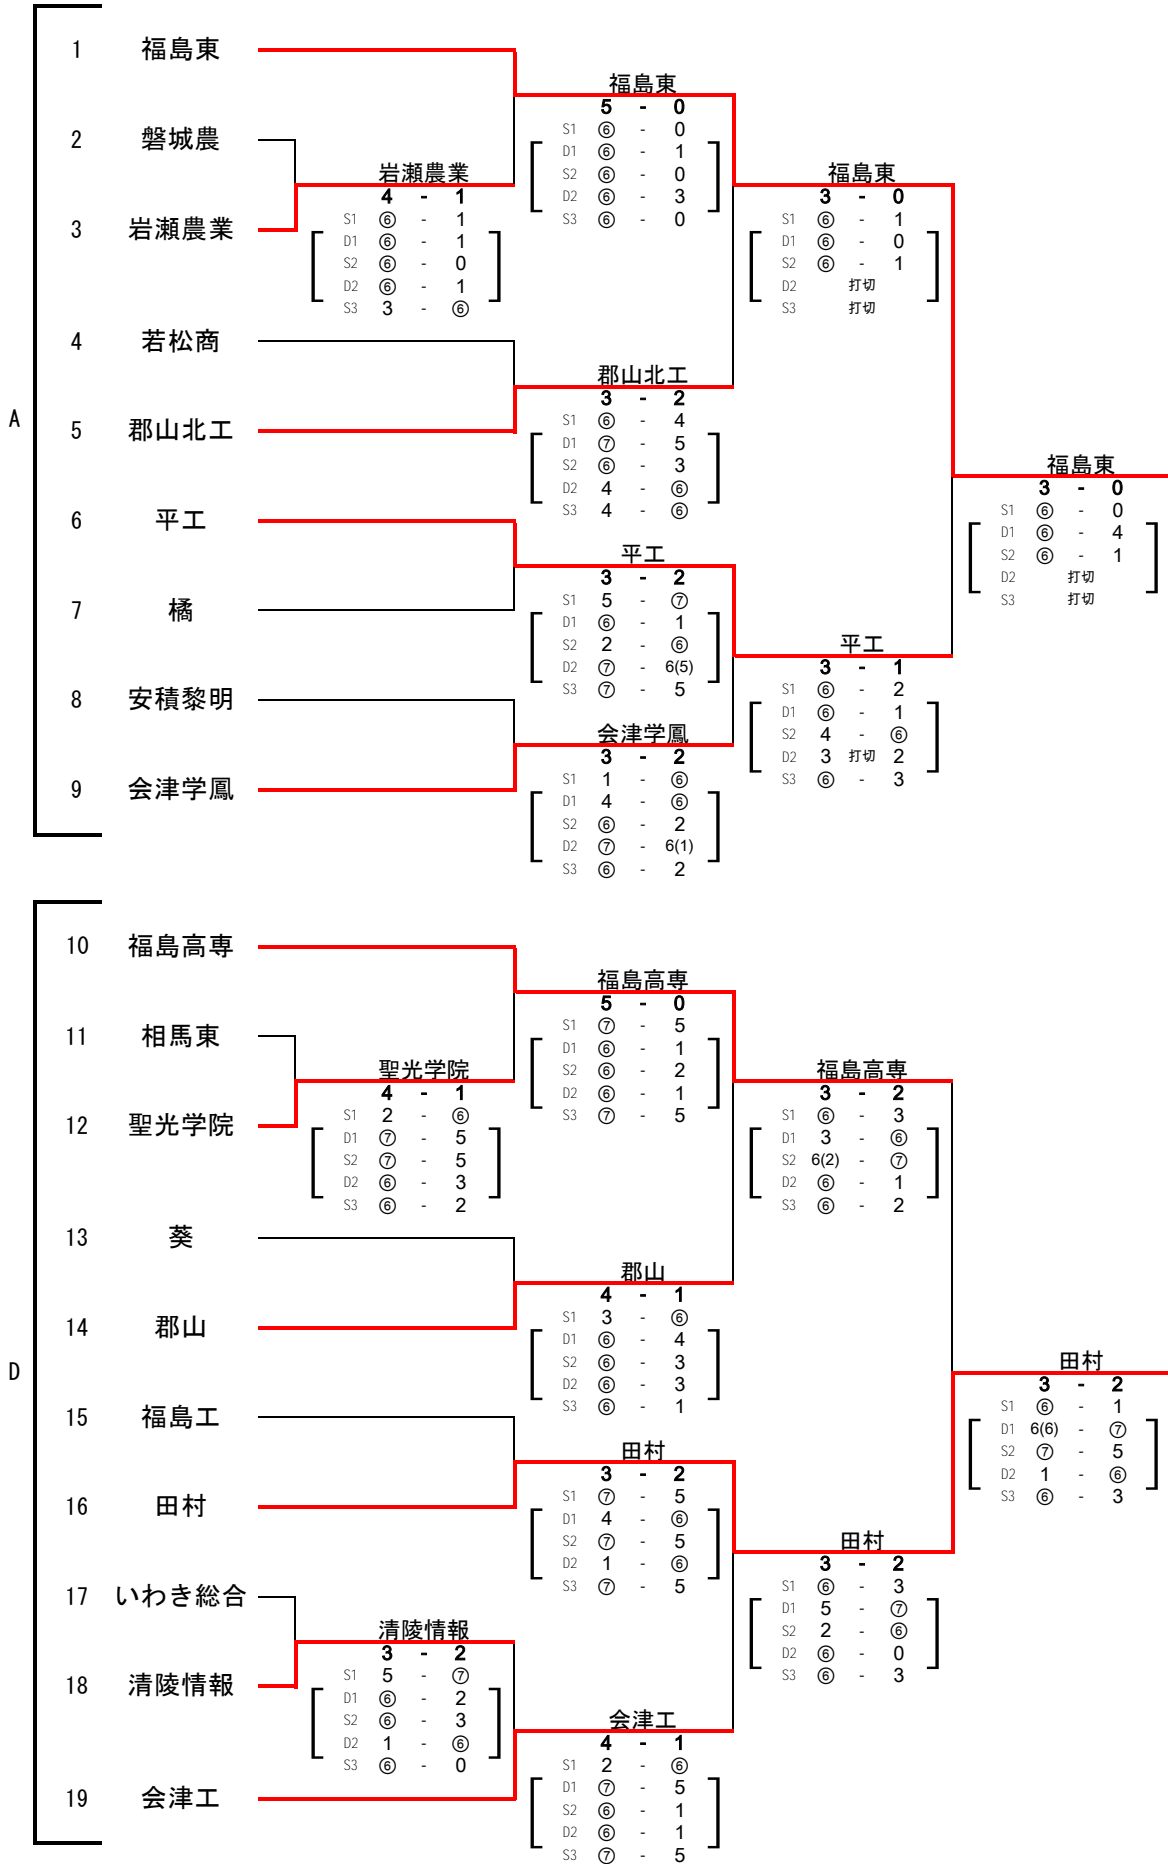 A
1 福島東
2 磐城農
3 岩瀬農業
4 若松商
5 郡山北工
6 平工
7 橘
8 安積黎明
9 会津学鳳
岩瀬農業
4 - 1
S1 ⑥ - 1
D1 ⑥ - 1
S2 ⑥ - 0
D2 ⑥ - 1
S3 3 - ⑥
福島東
5 - 0
S1 ⑥ - 0
D1 ⑥ - 1
S2 ⑥ - 0
D2 ⑥ - 3
S3 ⑥ - 0
郡山北工
3 - 2
S1 ⑥ - 4
D1 ⑦ - 5
S2 ⑥ - 3
D2 4 - ⑥
S3 4 - ⑥
平工
3 - 2
S1 5 - ⑦
D1 ⑥ - 1
S2 2 - ⑥
D2 ⑦ - 6(5)
S3 ⑦ - 5
会津学鳳
3 - 2
S1 1 - ⑥
D1 4 - ⑥
S2 ⑥ - 2
D2 ⑦ - 6(1)
S3 ⑥ - 2
福島東
3 - 0
S1 ⑥ - 1
D1 ⑥ - 0
S2 ⑥ - 1
D2 打切
S3 打切
平工
3 - 1
S1 ⑥ - 2
D1 ⑥ - 1
S2 4 - ⑥
D2 3 打切 2
S3 ⑥ - 3
福島東
3 - 0
S1 ⑥ - 0
D1 ⑥ - 4
S2 ⑥ - 1
D2 打切
S3 打切
D
10 福島高専
11 相馬東
12 聖光学院
13 葵
14 郡山
15 福島工
16 田村
17 いわき総合
18 清陵情報
19 会津工
聖光学院
4 - 1
S1 2 - ⑥
D1 ⑦ - 5
S2 ⑦ - 5
D2 ⑥ - 3
S3 ⑥ - 2
清陵情報
3 - 2
S1 5 - ⑦
D1 ⑥ - 2
S2 ⑥ - 3
D2 1 - ⑥
S3 ⑥ - 0
福島高専
5 - 0
S1 ⑦ - 5
D1 ⑥ - 1
S2 ⑥ - 2
D2 ⑥ - 1
S3 ⑦ - 5
郡山
4 - 1
S1 3 - ⑥
D1 ⑥ - 4
S2 ⑥ - 3
D2 ⑥ - 3
S3 ⑥ - 1
田村
3 - 2
S1 ⑦ - 5
D1 4 - ⑥
S2 ⑦ - 5
D2 1 - ⑥
S3 ⑦ - 5
会津工
4 - 1
S1 2 - ⑥
D1 ⑦ - 5
S2 ⑥ - 1
D2 ⑥ - 1
S3 ⑦ - 5
福島高専
3 - 2
S1 ⑥ - 3
D1 3 - ⑥
S2 6(2) - ⑦
D2 ⑥ - 1
S3 ⑥ - 2
田村
3 - 2
S1 ⑥ - 3
D1 5 - ⑦
S2 2 - ⑥
D2 ⑥ - 0
S3 ⑥ - 3
田村
3 - 2
S1 ⑥ - 1
D1 6(6) - ⑦
S2 ⑦ - 5
D2 1 - ⑥
S3 ⑥ - 3